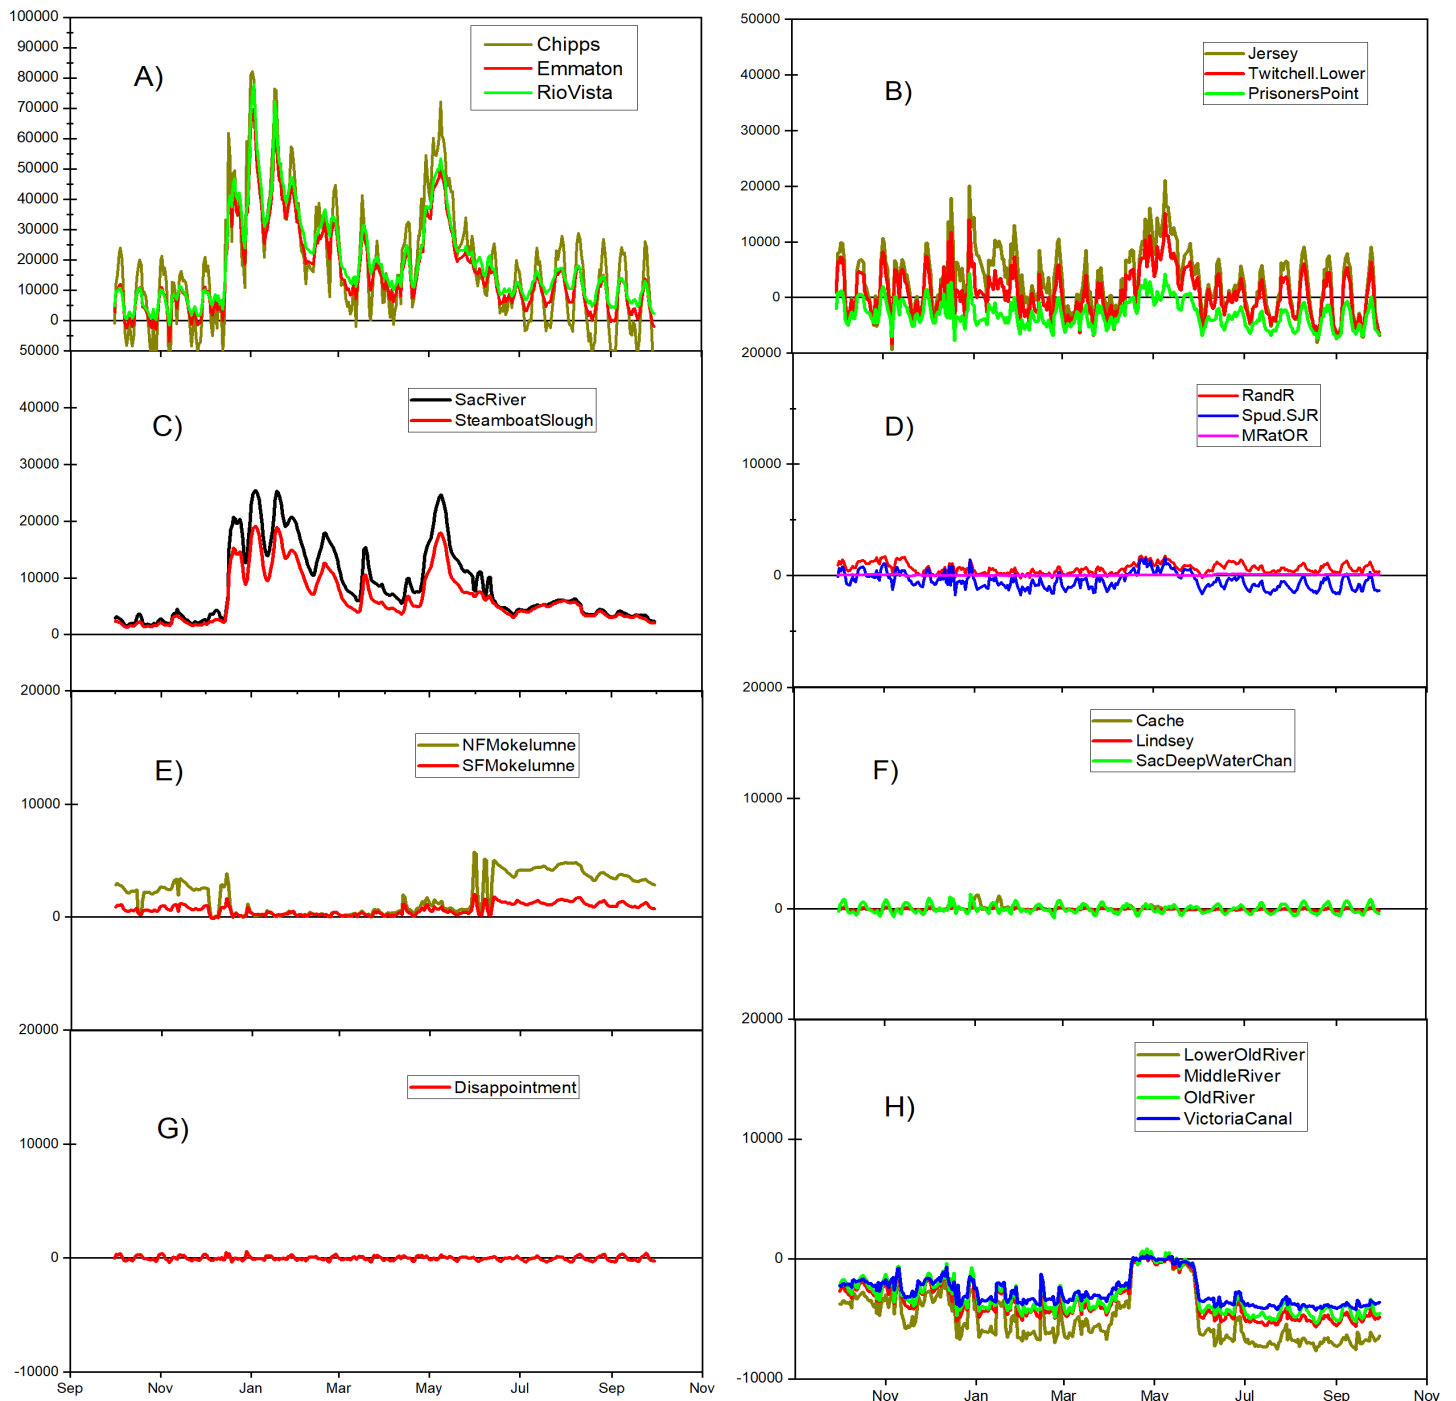 100000
90000
80000
70000
60000
50000
40000
30000
20000
10000
0
50000
A)
Chipps
Emmaton
RioVista
50000
40000
30000
20000
10000
0
20000
B)
Jersey
Twitchell.Lower
PrisonersPoint
40000
30000
20000
10000
0
20000
C)
SacRiver
SteamboatSlough
10000
0
20000
D)
RandR
Spud.SJR
MRatOR
10000
0
20000
E)
NFMokelumne
SFMokelumne
10000
0
20000
F)
Cache
Lindsey
SacDeepWaterChan
10000
0
-10000
G)
Disappointment
Sep Nov Jan Mar May Jul Sep Nov
10000
0
-10000
H)
LowerOldRiver
MiddleRiver
OldRiver
VictoriaCanal
Nov Jan Mar May Jul Sep Nov